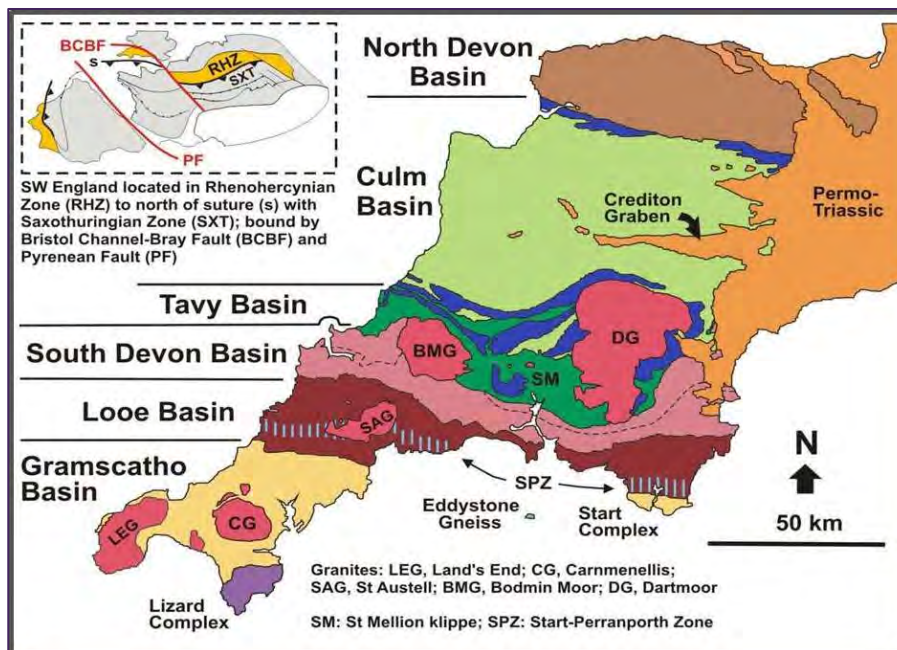 BCBF
S
RHZ
SXT
PF
SW England located in Rhenohercynian
Zone (RHZ) to north of suture (s) with
Saxothuringian Zone (SXT); bound by
Bristol Channel-Bray Fault (BCBF) and
Pyrenean Fault (PF)
North Devon
Basin
Culm
Basin
Crediton
Graben
Permo-
Triassic
Tavy Basin
South Devon Basin
Looe Basin
Gramscatho
Basin
BMG
DG
SM
SAG
SPZ
Eddystone
Gneiss
Start
Complex
N
50 km
LEG
CG
Lizard
Complex
Granites: LEG, Land's End; CG, Carnmenellis;
SAG, St Austell; BMG, Bodmin Moor; DG, Dartmoor
SM: St Mellion klippe; SPZ: Start-Perranporth Zone